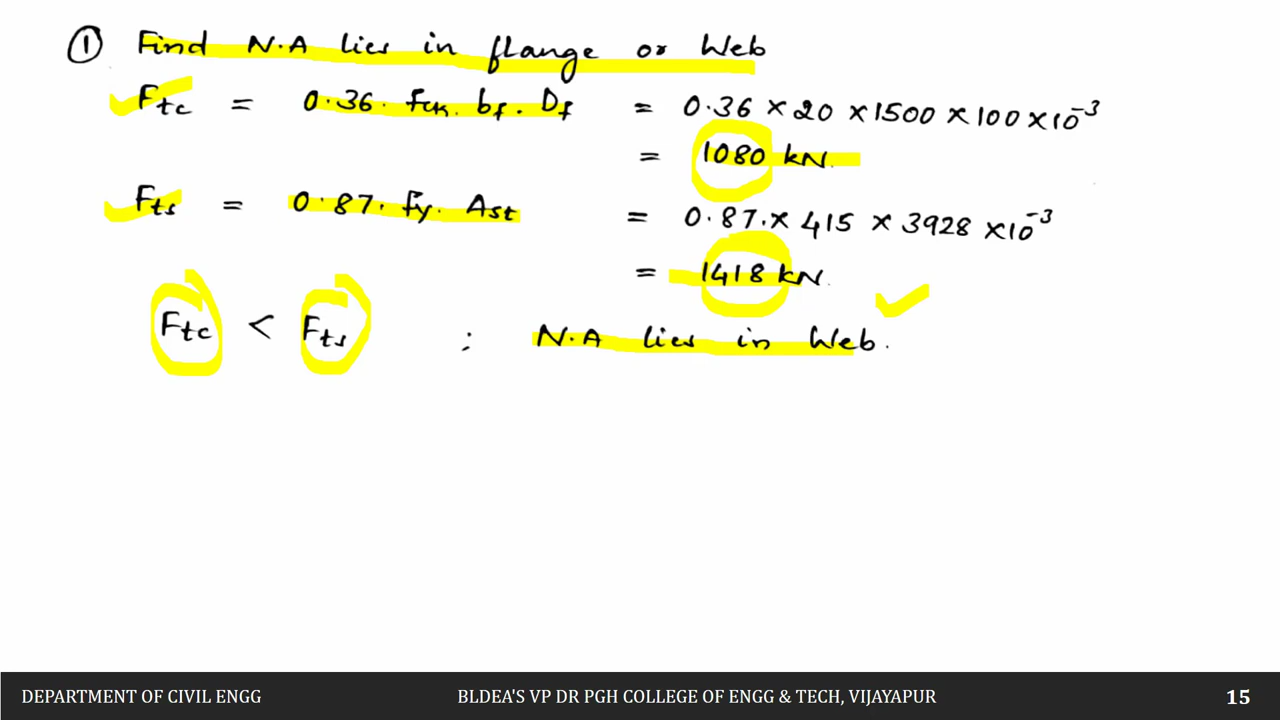 ① Find N.A lies in flange or Web
Ftc = 0.36. fck. bf. Df = 0.36 × 20 × 1500 × 100 × 10⁻³
= 1080 kN.
Fts = 0.87. fy. Ast = 0.87. × 415 × 3928 × 10⁻³
= 1418 kN.
Ftc < Fts ; N.A lies in Web.
DEPARTMENT OF CIVIL ENGG BLDEA'S VP DR PGH COLLEGE OF ENGG & TECH, VIJAYAPUR 15